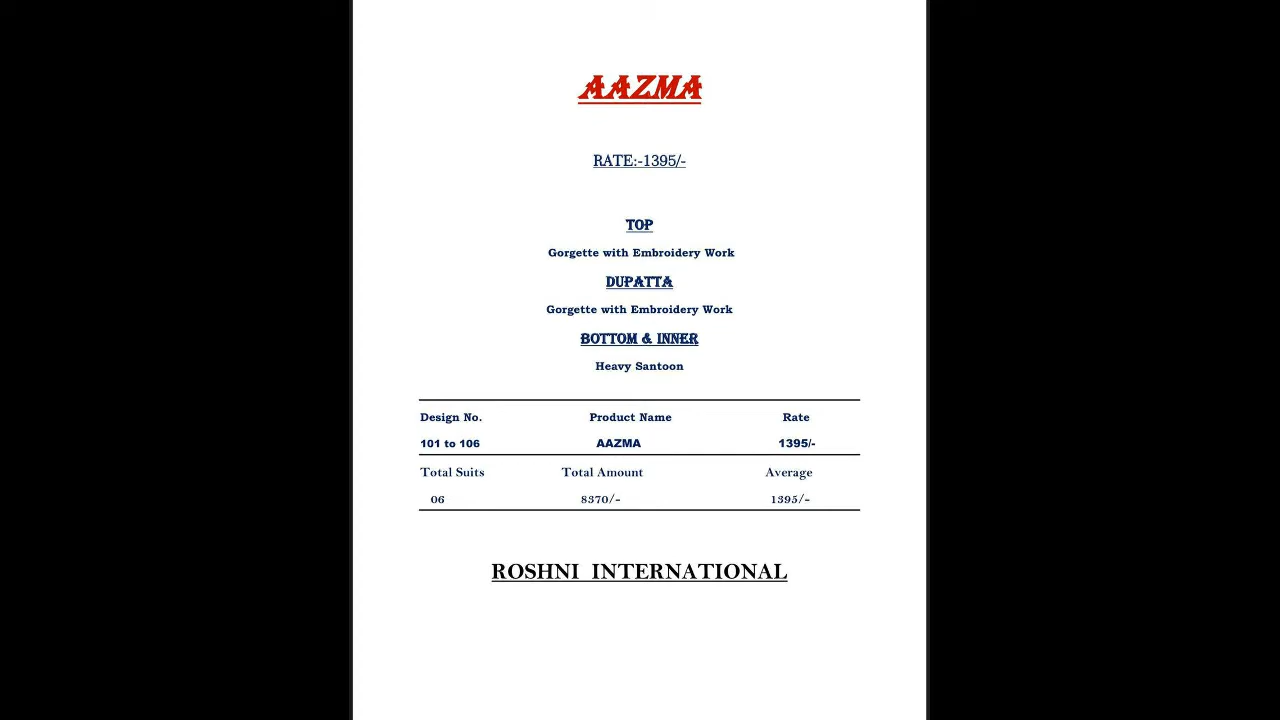 AAZMA
RATE:-1395/-
TOP
Gorgette with Embroidery Work
DUPATTA
Gorgette with Embroidery Work
BOTTOM & INNER
Heavy Santoon
Design No. Product Name Rate
101 to 106 AAZMA 1395/-
Total Suits Total Amount Average
06 8370/- 1395/-
ROSHNI INTERNATIONAL